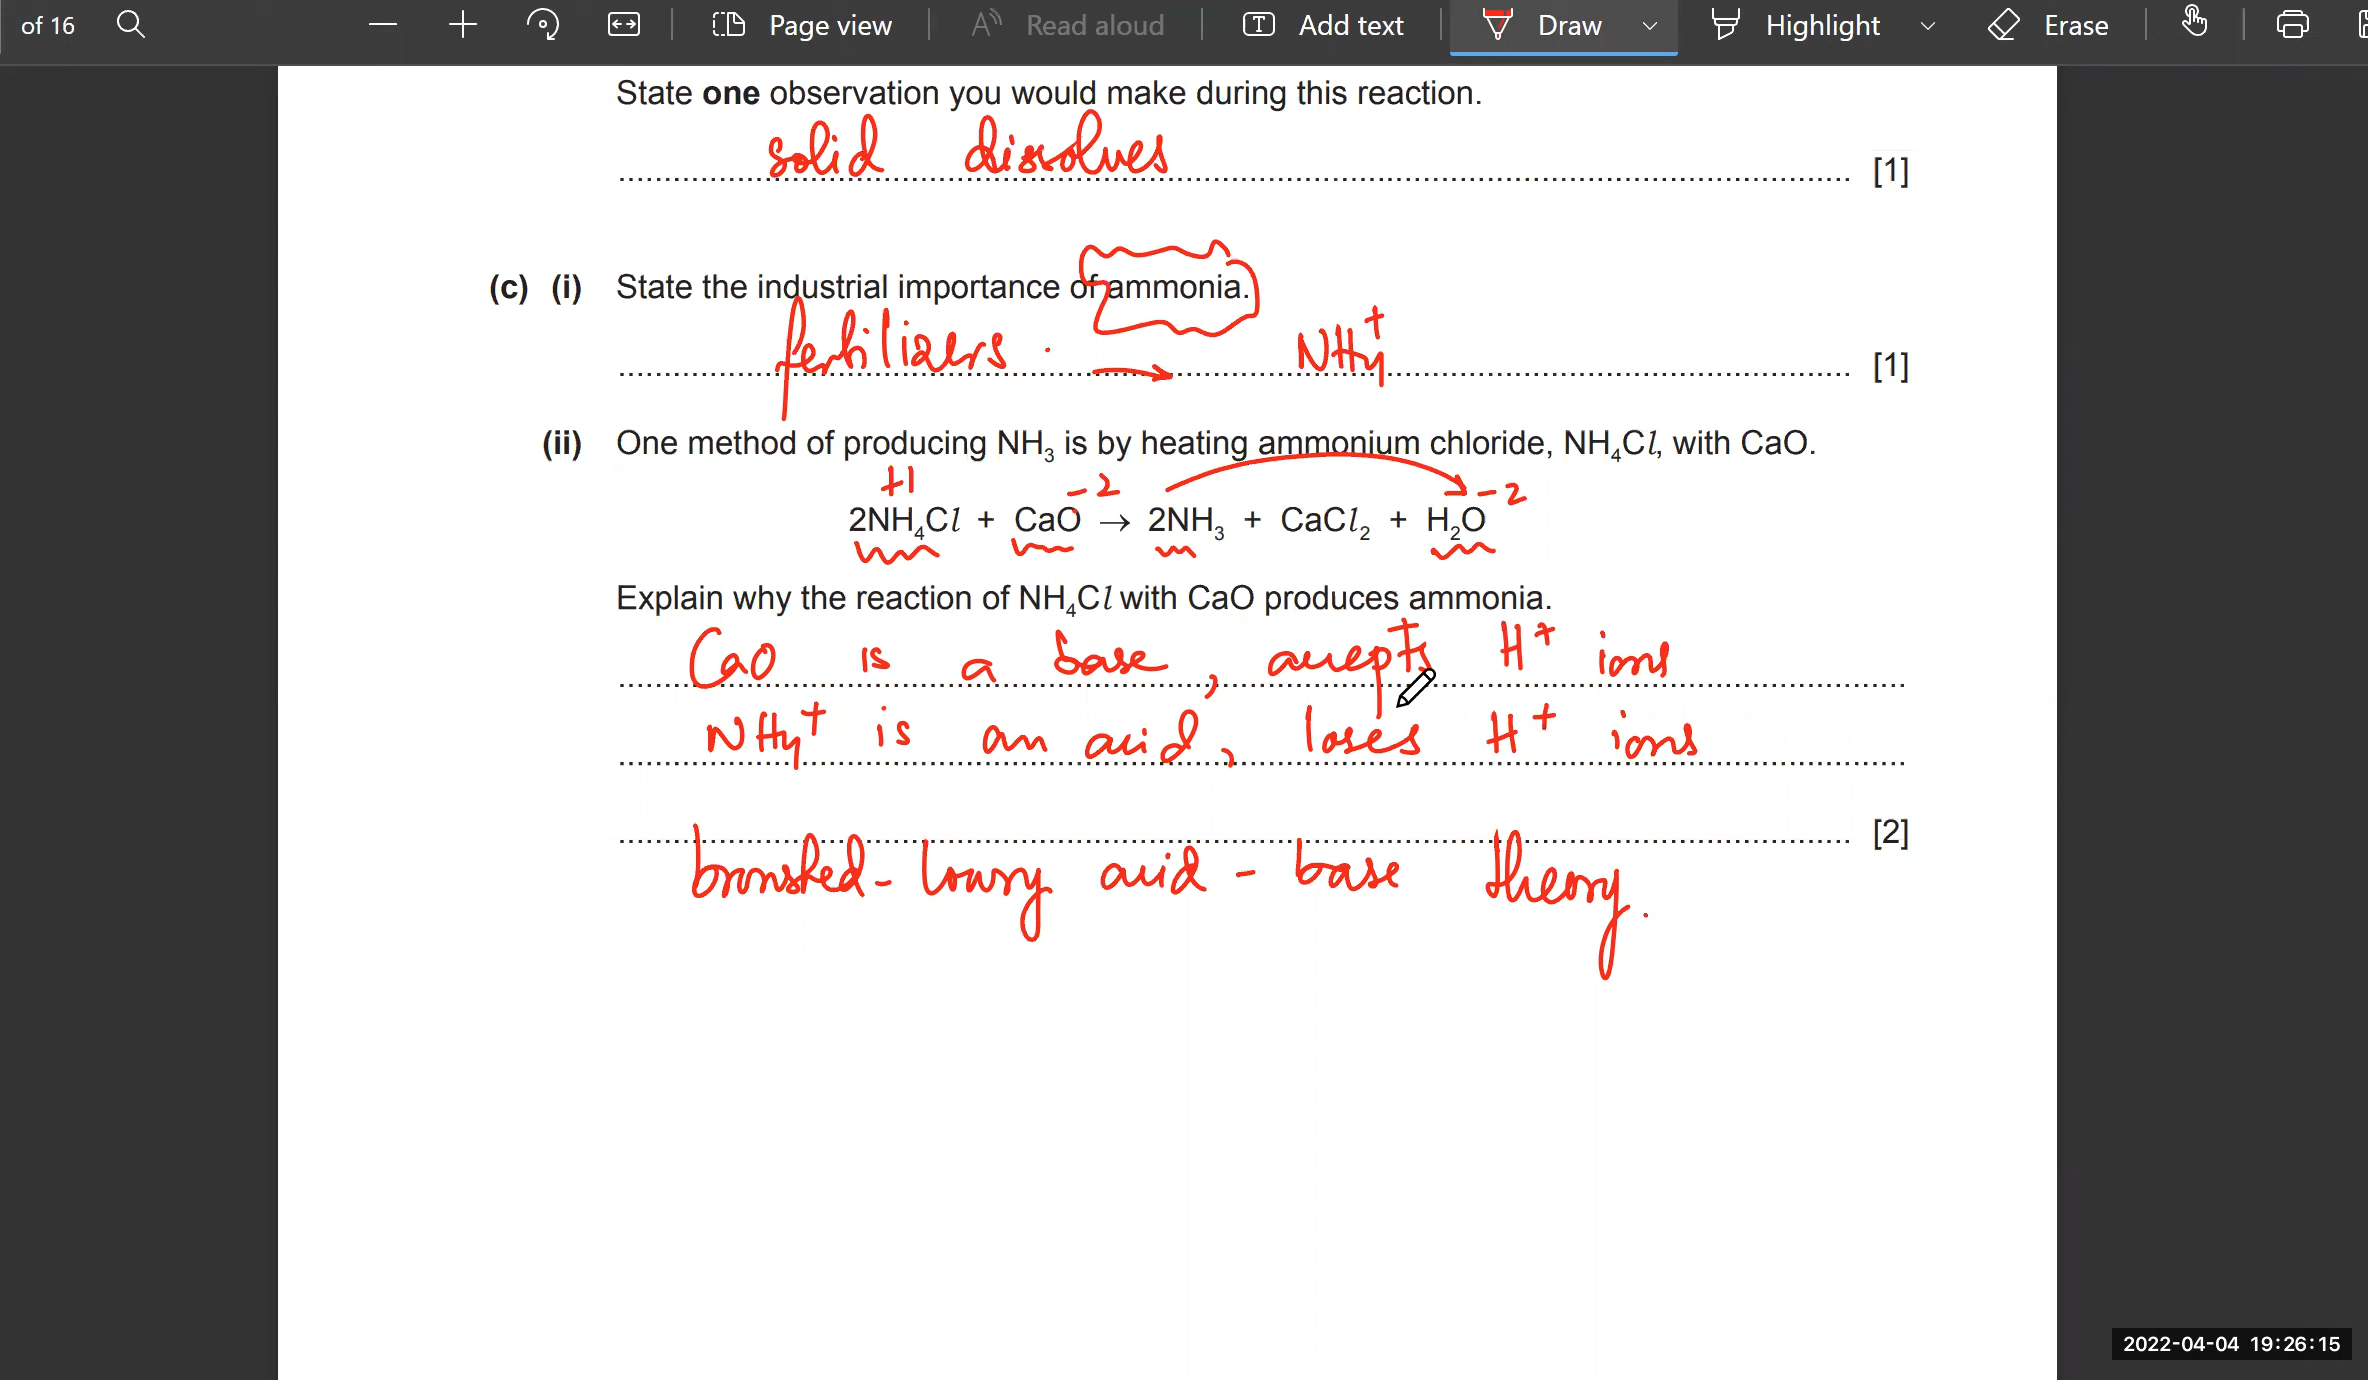 of 16 Page view Read aloud Add text Draw Highlight Erase
State one observation you would make during this reaction.
solid dissolves
[1]
(c) (i) State the industrial importance of ammonia.
fertilizers. → NH4+
[1]
(ii) One method of producing NH₃ is by heating ammonium chloride, NH₄Cl, with CaO.
+1 -2 -2
2NH₄Cl + CaO → 2NH₃ + CaCl₂ + H₂O
Explain why the reaction of NH₄Cl with CaO produces ammonia.
CaO is a base, accepts H⁺ ions
NH₄⁺ is an acid, loses H⁺ ions
[2]
bronsted-lowry acid-base theory.
2022-04-04 19:26:15